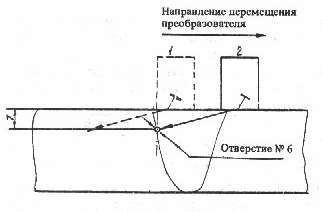 Направление перемещения
преобразователя
1 2
Отверстие № 6